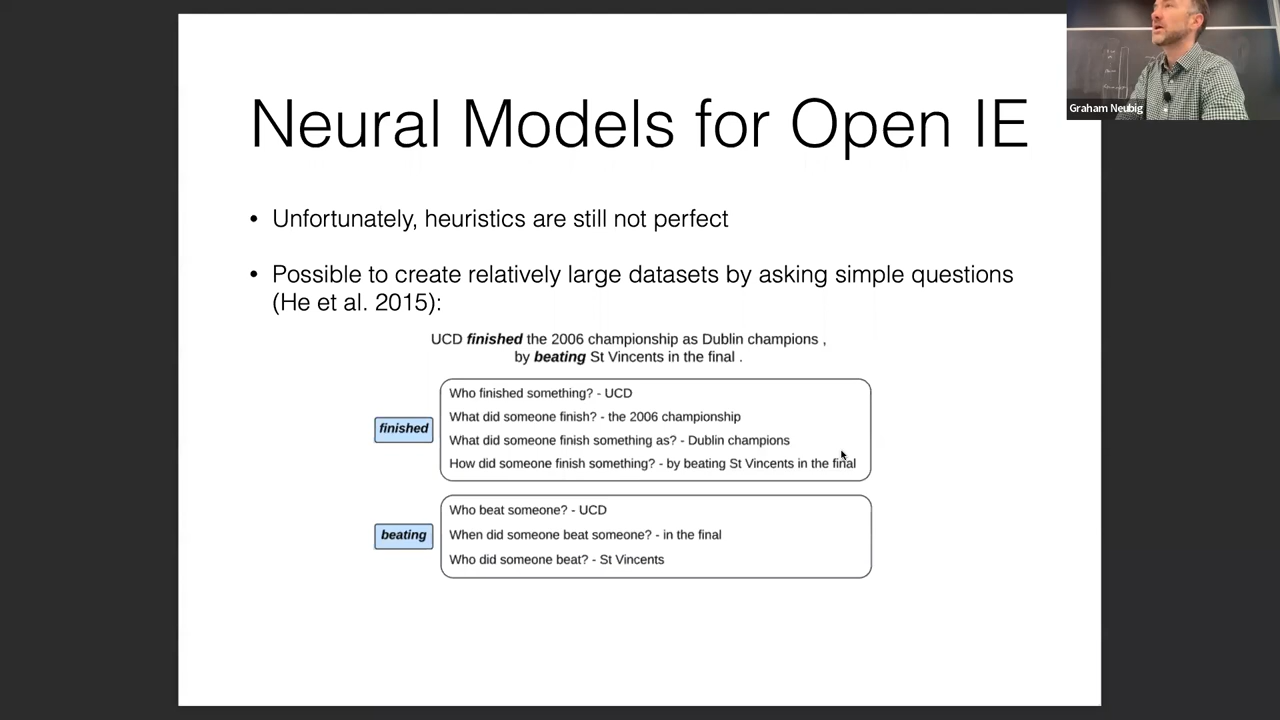 Graham Neubig
Neural Models for Open IE
• Unfortunately, heuristics are still not perfect
• Possible to create relatively large datasets by asking simple questions
(He et al. 2015):
UCD finished the 2006 championship as Dublin champions ,
by beating St Vincents in the final .
finished
Who finished something? - UCD
What did someone finish? - the 2006 championship
What did someone finish something as? - Dublin champions
How did someone finish something? - by beating St Vincents in the final
beating
Who beat someone? - UCD
When did someone beat someone? - in the final
Who did someone beat? - St Vincents